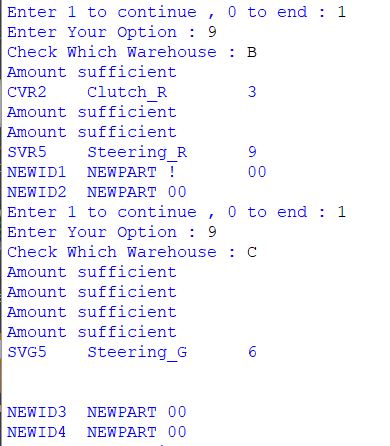 Enter 1 to continue , 0 to end : 1
Enter Your Option : 9
Check Which Warehouse : B
Amount sufficient
CVR2    Clutch_R        3
Amount sufficient
Amount sufficient
SVR5    Steering_R      9
NEWID1  NEWPART !       00
NEWID2  NEWPART 00
Enter 1 to continue , 0 to end : 1
Enter Your Option : 9
Check Which Warehouse : C
Amount sufficient
Amount sufficient
Amount sufficient
Amount sufficient
SVG5    Steering_G      6
NEWID3  NEWPART 00
NEWID4  NEWPART 00